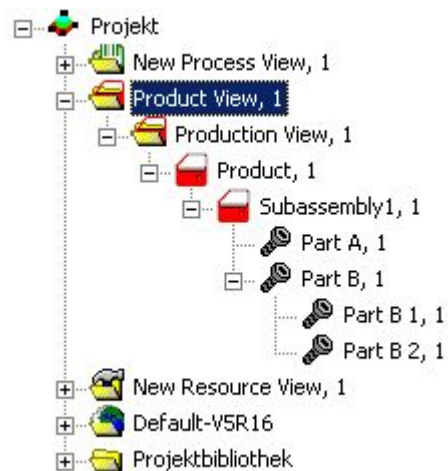 Projekt
New Process View, 1
Product View, 1
Production View, 1
Product, 1
Subassembly1, 1
Part A, 1
Part B, 1
Part B 1, 1
Part B 2, 1
New Resource View, 1
Default-V5R16
Projektbibliothek